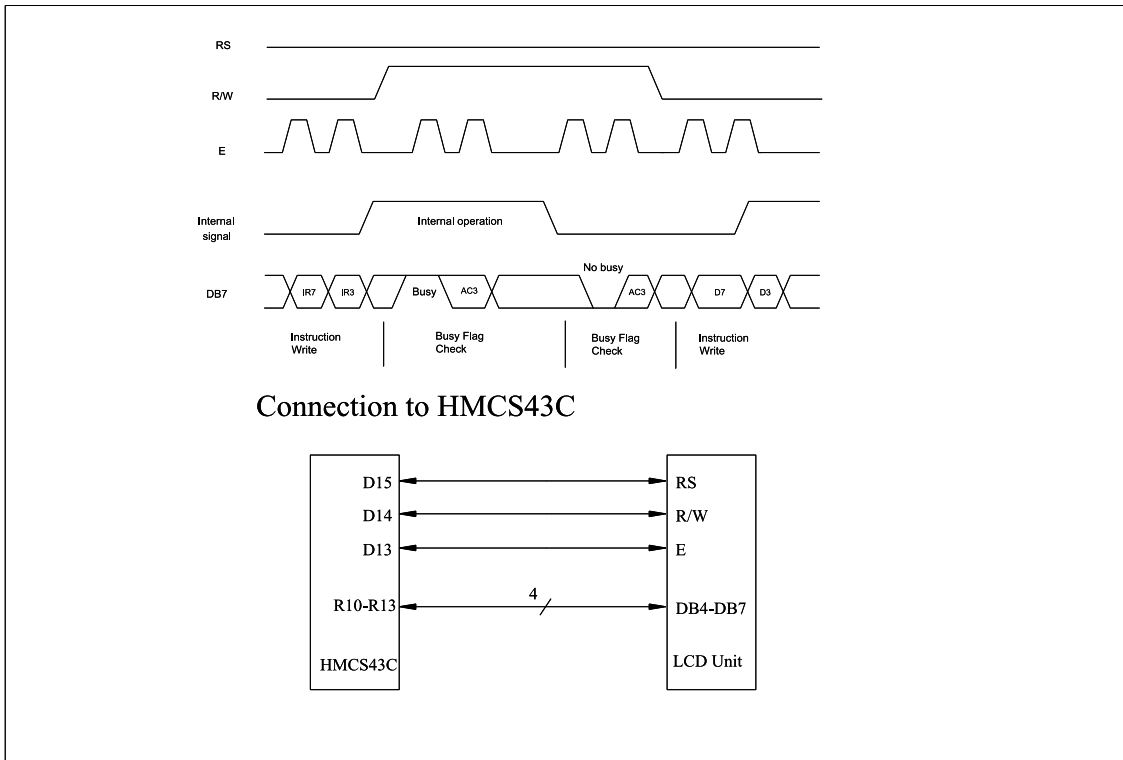 RS
R/W
E
Internal
signal
Internal operation
No busy
DB7
IR7
IR3
Busy
AC3
AC3
D7
D3
Instruction
Write
Busy Flag
Check
Busy Flag
Check
Instruction
Write
Connection to HMCS43C
D15
RS
D14
R/W
D13
E
4
R10-R13
DB4-DB7
HMCS43C
LCD Unit